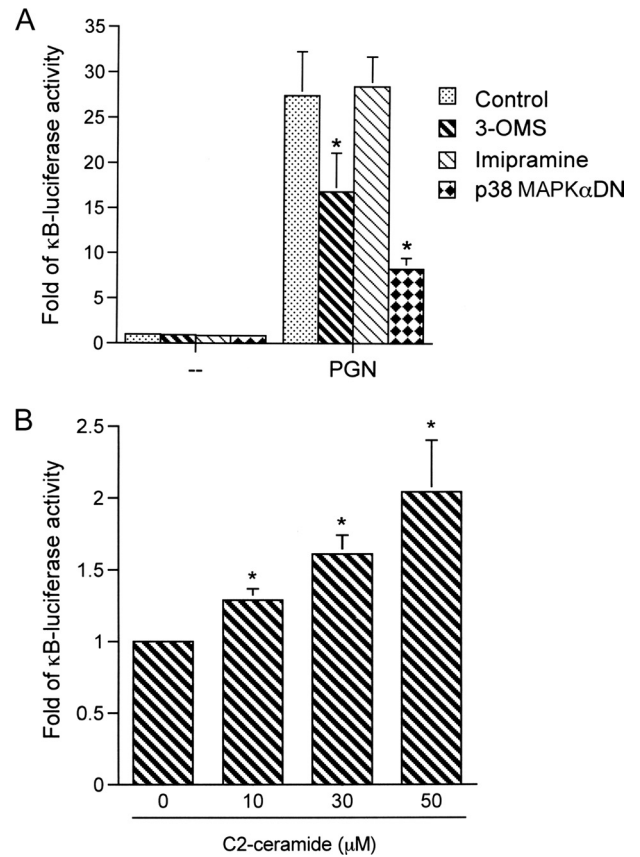 A
Fold of κB-luciferase activity
35
30
25
20
15
10
5
0
*
*
--
PGN
Control
3-OMS
Imipramine
p38 MAPKαDN
B
Fold of κB-luciferase activity
2.5
2
1.5
1
0.5
0
*
*
*
0 10 30 50
C2-ceramide (μM)